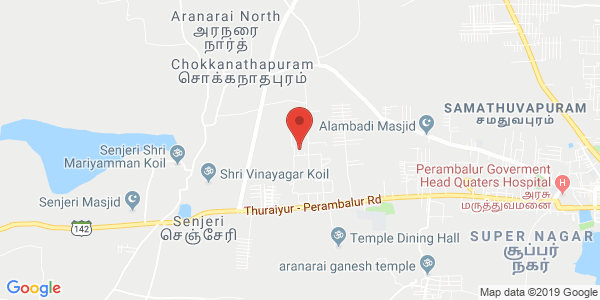 Aranarai North
அரநரை
நார்த்
Chokkanathapuram
சொக்கநாதபுரம்
Alambadi Masjid
SAMATHUVAPURAM
சமதுவபுரம்
Senjeri Shri
Mariyamman Koil
Shri Vinayagar Koil
Perambalur Goverment
Head Quaters Hospital
அரசு
மருத்துவமனை
Senjeri Masjid
Thuraiyur - Perambalur Rd
142
Senjeri
செஞ்சேரி
Temple Dining Hall
SUPER NAGAR
சூப்பர்
நகர்
aranarai ganesh temple
Google
Map data ©2019 Google